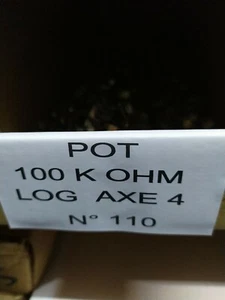 POT
100 K OHM
LOG AXE 4
N° 110